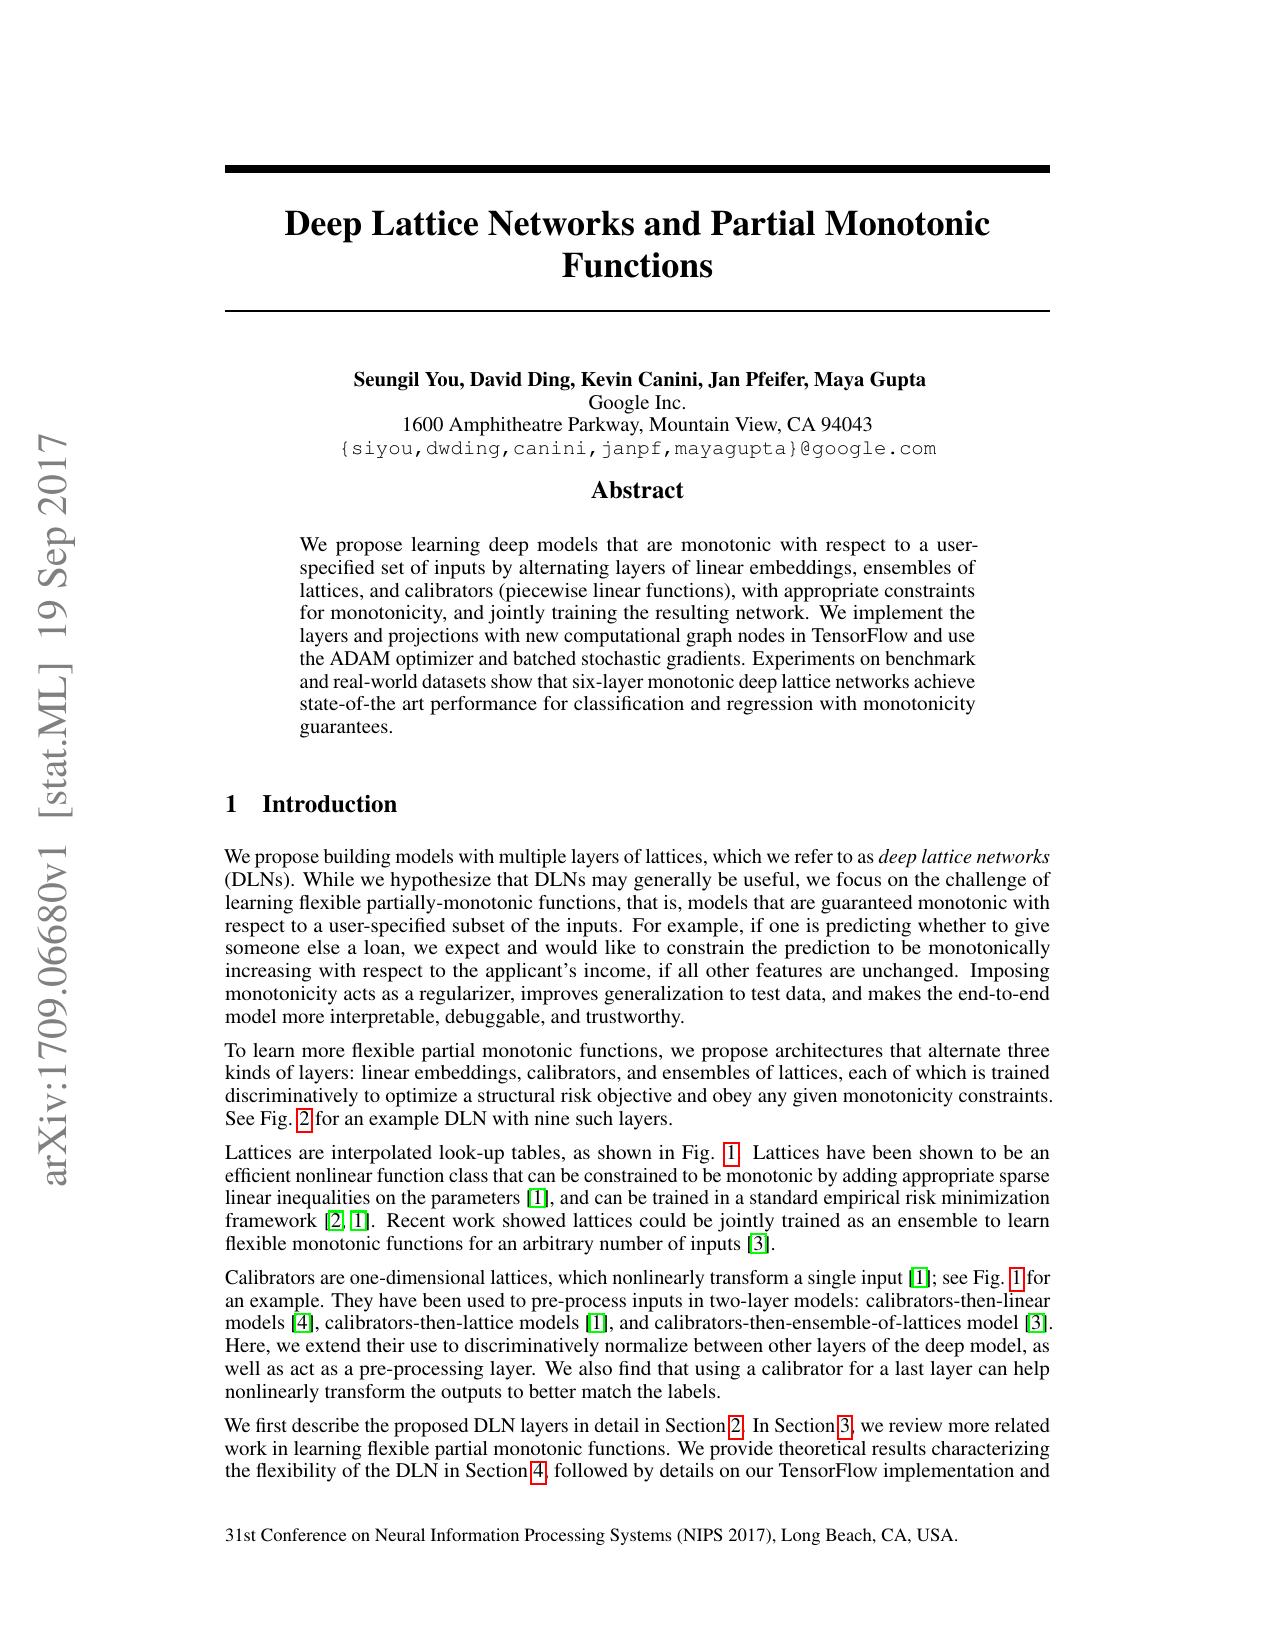 Deep Lattice Networks and Partial Monotonic
Functions
Seungil You, David Ding, Kevin Canini, Jan Pfeifer, Maya Gupta
Google Inc.
1600 Amphitheatre Parkway, Mountain View, CA 94043
{siyou,dwding,canini,janpf,mayagupta}@google.com
Abstract
We propose learning deep models that are monotonic with respect to a user-
specified set of inputs by alternating layers of linear embeddings, ensembles of
lattices, and calibrators (piecewise linear functions), with appropriate constraints
for monotonicity, and jointly training the resulting network. We implement the
layers and projections with new computational graph nodes in TensorFlow and use
the ADAM optimizer and batched stochastic gradients. Experiments on benchmark
and real-world datasets show that six-layer monotonic deep lattice networks achieve
state-of-the art performance for classification and regression with monotonicity
guarantees.
1 Introduction
We propose building models with multiple layers of lattices, which we refer to as deep lattice networks
(DLNs). While we hypothesize that DLNs may generally be useful, we focus on the challenge of
learning flexible partially-monotonic functions, that is, models that are guaranteed monotonic with
respect to a user-specified subset of the inputs. For example, if one is predicting whether to give
someone else a loan, we expect and would like to constrain the prediction to be monotonically
increasing with respect to the applicant's income, if all other features are unchanged. Imposing
monotonicity acts as a regularizer, improves generalization to test data, and makes the end-to-end
model more interpretable, debuggable, and trustworthy.
To learn more flexible partial monotonic functions, we propose architectures that alternate three
kinds of layers: linear embeddings, calibrators, and ensembles of lattices, each of which is trained
discriminatively to optimize a structural risk objective and obey any given monotonicity constraints.
See Fig. 2 for an example DLN with nine such layers.
Lattices are interpolated look-up tables, as shown in Fig. 1. Lattices have been shown to be an
efficient nonlinear function class that can be constrained to be monotonic by adding appropriate sparse
linear inequalities on the parameters [1], and can be trained in a standard empirical risk minimization
framework [2, 1]. Recent work showed lattices could be jointly trained as an ensemble to learn
flexible monotonic functions for an arbitrary number of inputs [3].
Calibrators are one-dimensional lattices, which nonlinearly transform a single input [1]; see Fig. 1 for
an example. They have been used to pre-process inputs in two-layer models: calibrators-then-linear
models [4], calibrators-then-lattice models [1], and calibrators-then-ensemble-of-lattices model [3].
Here, we extend their use to discriminatively normalize between other layers of the deep model, as
well as act as a pre-processing layer. We also find that using a calibrator for a last layer can help
nonlinearly transform the outputs to better match the labels.
We first describe the proposed DLN layers in detail in Section 2. In Section 3, we review more related
work in learning flexible partial monotonic functions. We provide theoretical results characterizing
the flexibility of the DLN in Section 4, followed by details on our TensorFlow implementation and
31st Conference on Neural Information Processing Systems (NIPS 2017), Long Beach, CA, USA.
arXiv:1709.06680v1 [stat.ML] 19 Sep 2017